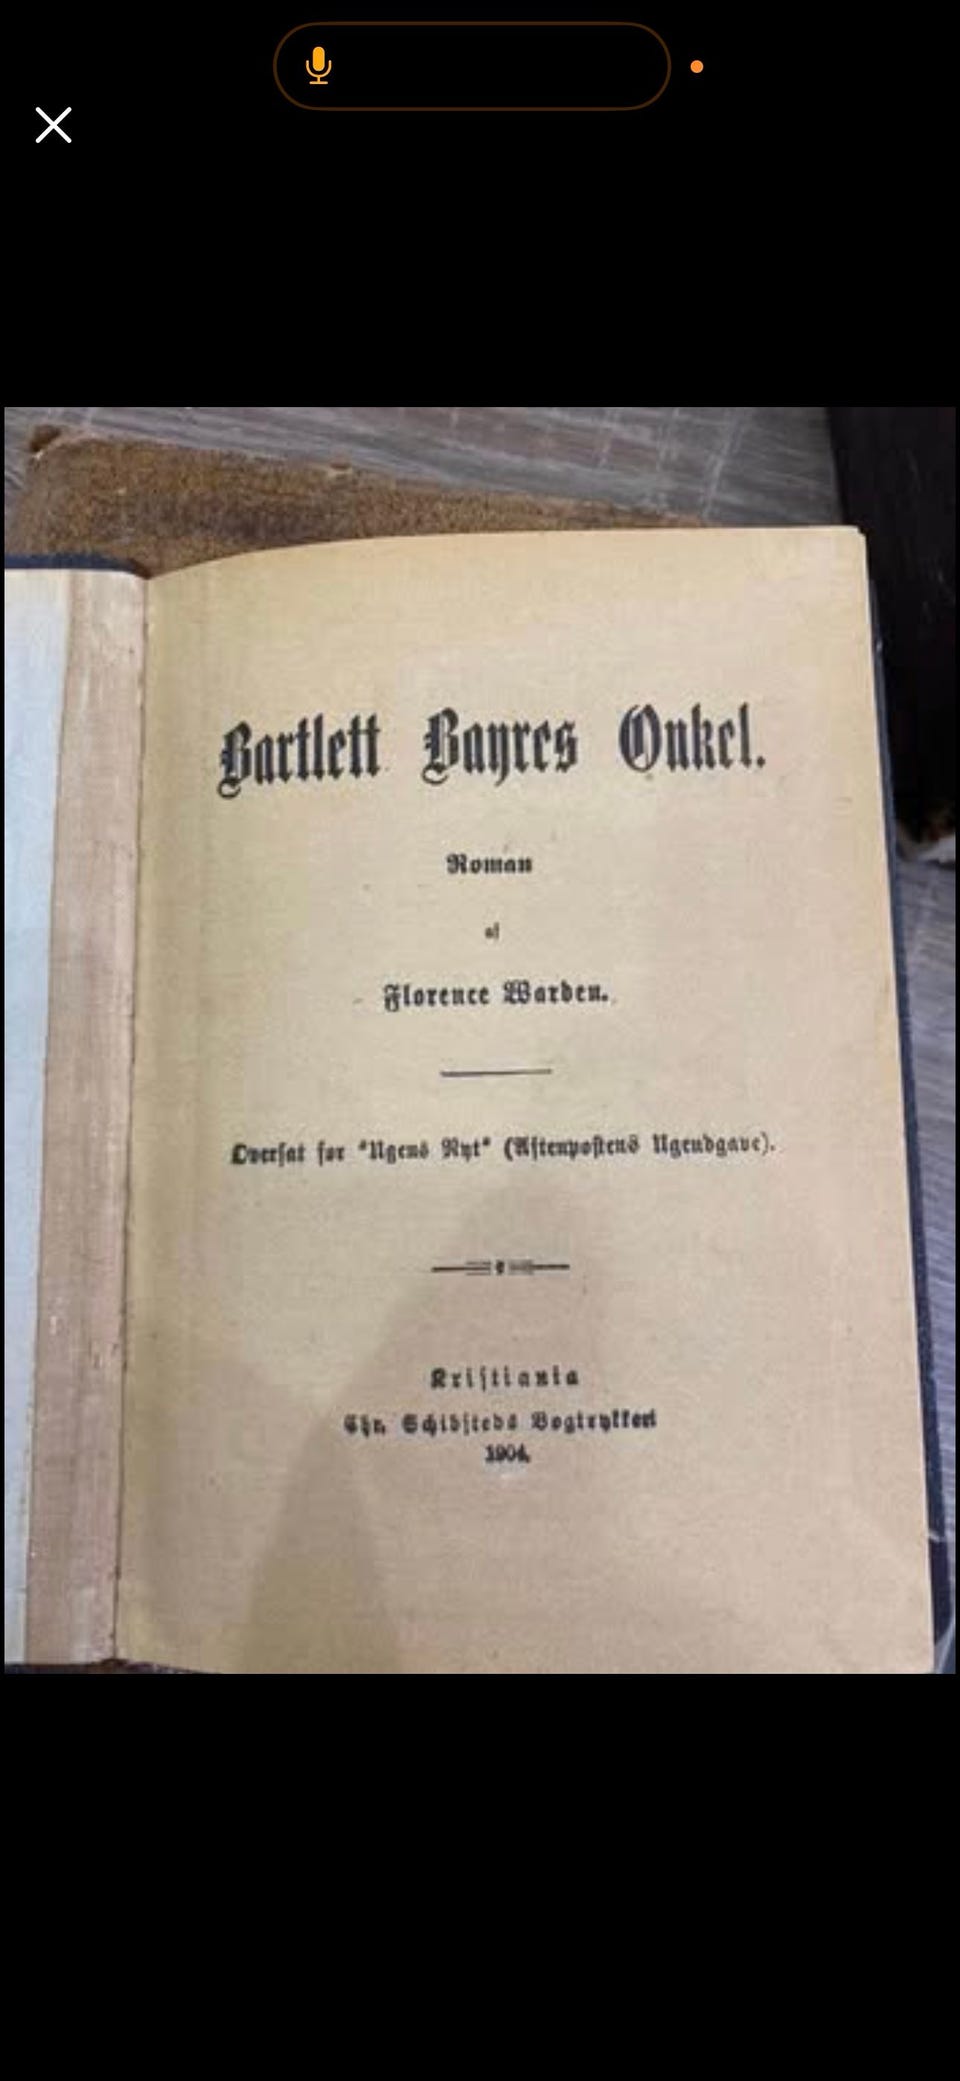 Bartlett Bayres Onkel.
Roman
af
Florence Warden.
Oversat for "Ugens Nyt" (Aftenpostens Ugeudgave).
Kristiania
Chr. Schibsteds Bogtrykkeri
1904.